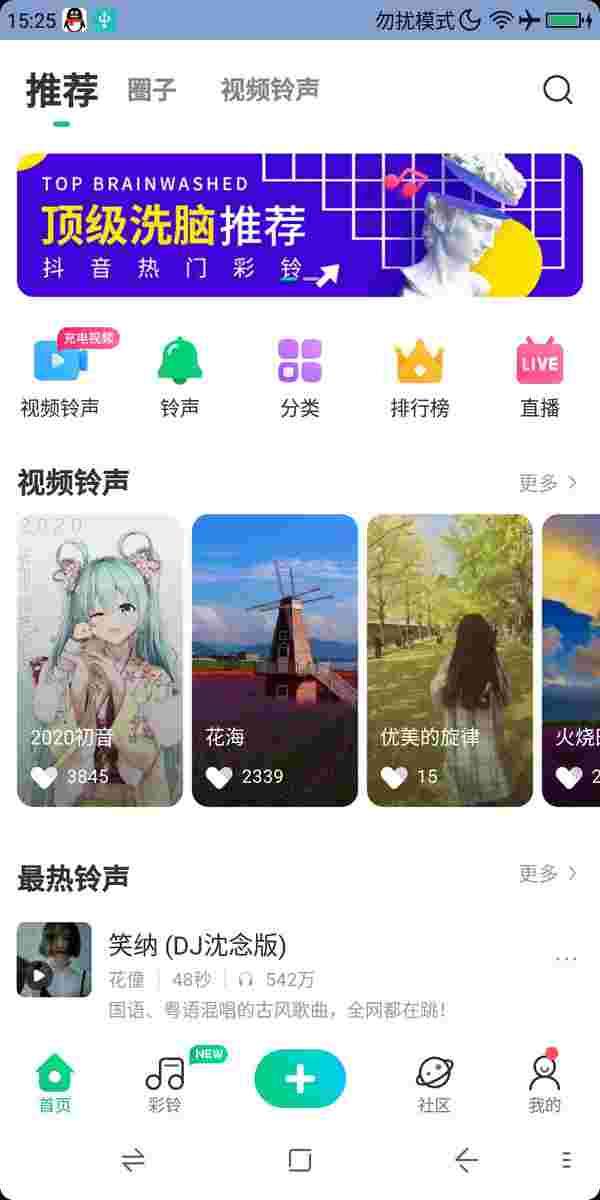 15:25 勿扰模式
推荐 圈子 视频铃声
TOP BRAINWASHED
顶级洗脑推荐
抖音热门彩铃
充电视频
LIVE
视频铃声 铃声 分类 排行榜 直播
视频铃声 更多
2020
2020初音 花海 优美的旋律 火烧
3845 2339 15 2
最热铃声 更多
笑纳 (DJ沈念版)
花僮 48秒 542万
国语、粤语混唱的古风歌曲，全网都在跳！
NEW
首页 彩铃 社区 我的